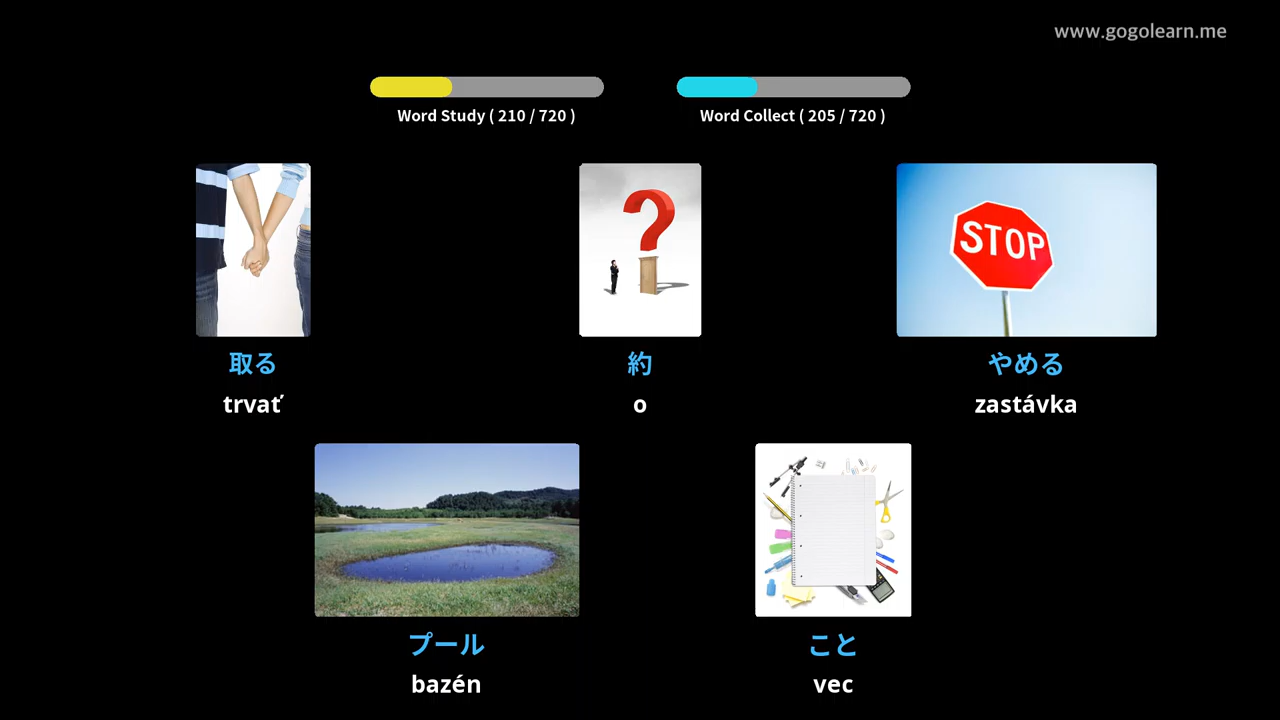 www.gogolearn.me
Word Study ( 210 / 720 )
Word Collect ( 205 / 720 )
STOP
取る
約
やめる
trvať
o
zastávka
プール
こと
bazén
vec